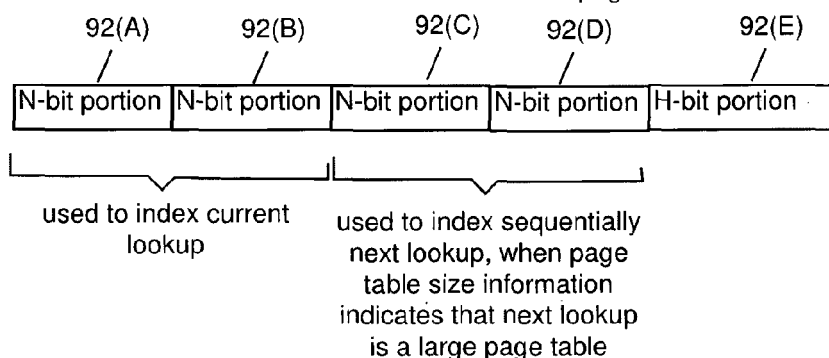 92(A) 92(B) 92(C) 92(D) 92(E)
N-bit portion N-bit portion N-bit portion N-bit portion H-bit portion
used to index current
lookup
used to index sequentially
next lookup, when page
table size information
indicates that next lookup
is a large page table